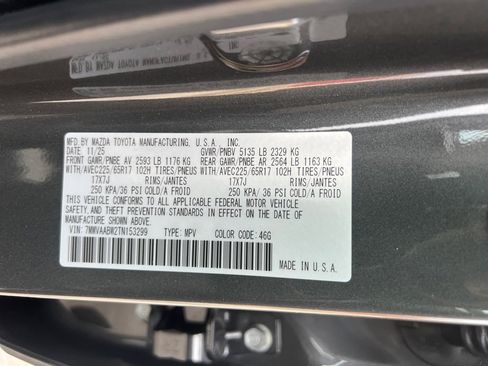 MFD. BY MAZDA TOYOTA MANUFACTURING, U.S.A., INC.
DATE: 11/25 GVWR/PNBV 5135 LB 2329 KG
FRONT GAWR/PNBE AV 2593 LB 1176 KG REAR GAWR/PNBE AR 2564 LB 1163 KG
WITH/AVEC225/65R17 102H TIRES/PNEUS WITH/AVEC225/65R17 102H TIRES/PNEUS
17X7J RIMS/JANTES 17X7J RIMS/JANTES
250 KPA/36 PSI COLD/A FROID 250 KPA/36 PSI COLD/A FROID
THIS VEHICLE CONFORMS TO ALL APPLICABLE FEDERAL MOTOR VEHICLE
SAFETY AND THEFT PREVENTION STANDARDS IN EFFECT ON THE DATE OF
MANUFACTURE SHOWN ABOVE.
VIN: 7MMVAABW2TN153299 TYPE: MPV COLOR CODE: 46G
MADE IN U.S.A.